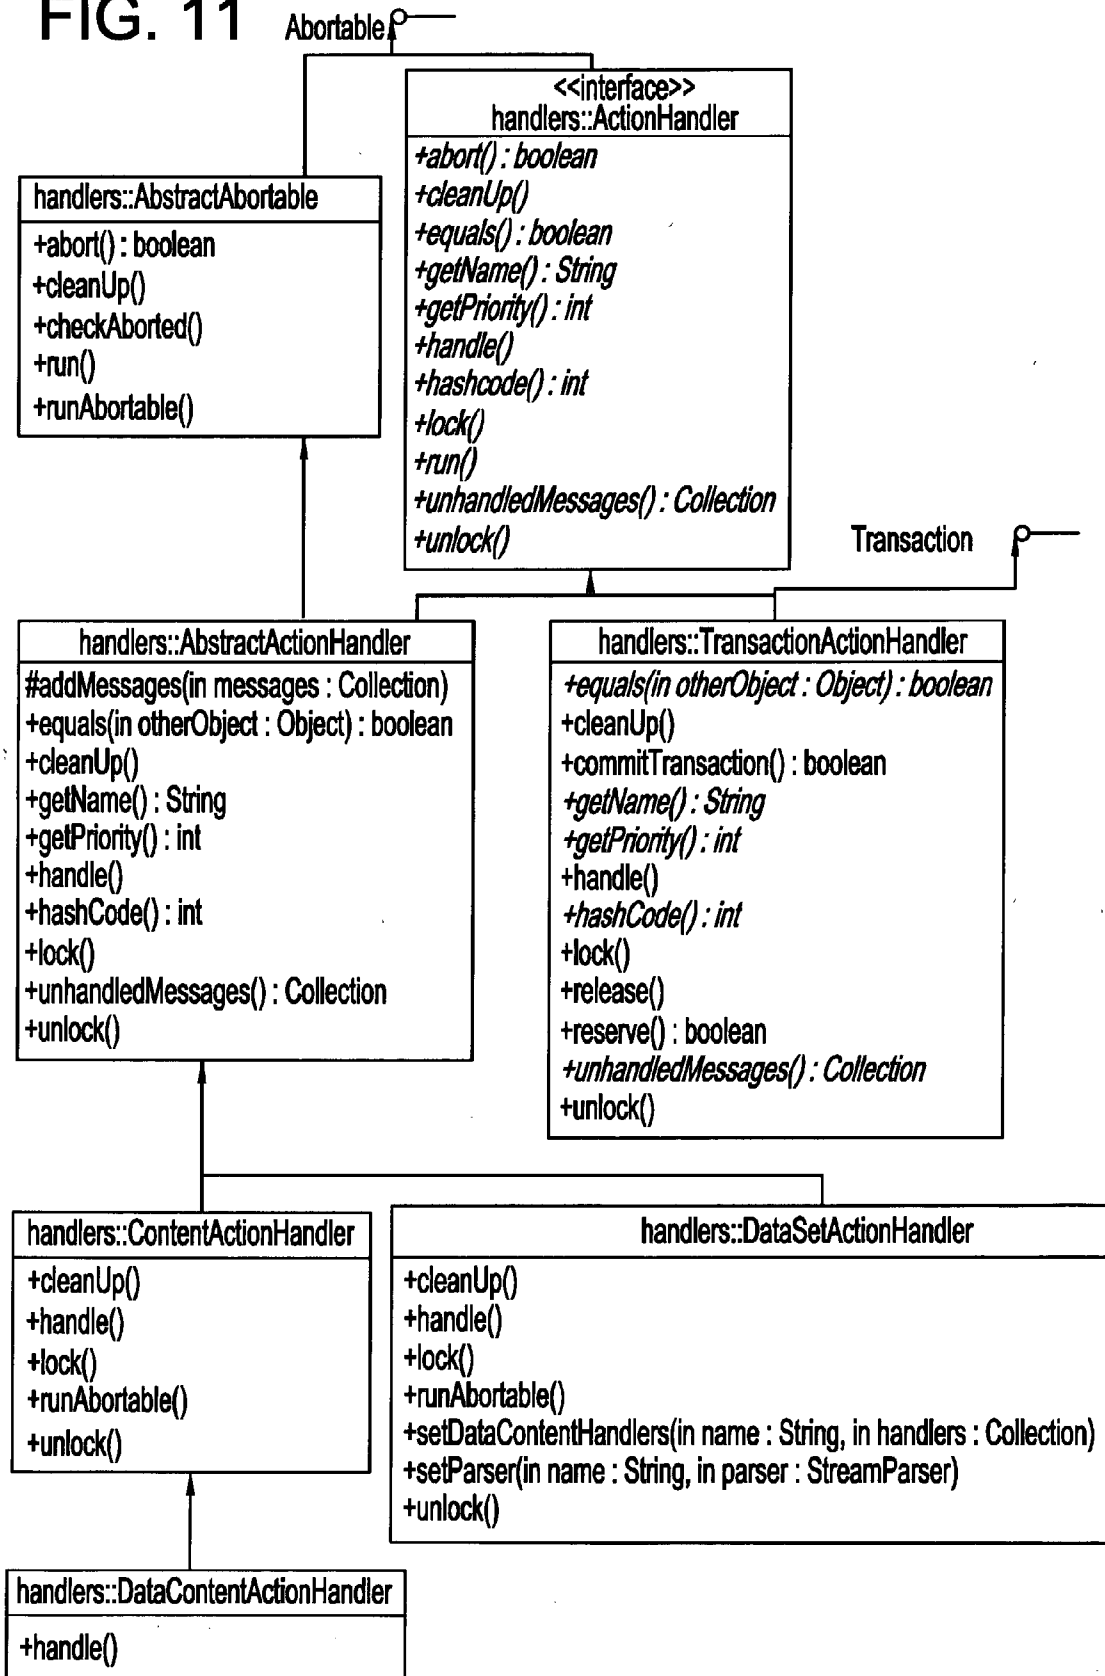 FIG. 11
Abortable
<<interface>>
handlers::ActionHandler
+abort() : boolean
+cleanUp()
+equals() : boolean
+getName() : String
+getPriority() : int
+handle()
+hashcode() : int
+lock()
+run()
+unhandledMessages() : Collection
+unlock()
handlers::AbstractAbortable
+abort() : boolean
+cleanUp()
+checkAborted()
+run()
+runAbortable()
Transaction
handlers::AbstractActionHandler
#addMessages(in messages : Collection)
+equals(in otherObject : Object) : boolean
+cleanUp()
+getName() : String
+getPriority() : int
+handle()
+hashCode() : int
+lock()
+unhandledMessages() : Collection
+unlock()
handlers::TransactionActionHandler
+equals(in otherObject : Object) : boolean
+cleanUp()
+commitTransaction() : boolean
+getName() : String
+getPriority() : int
+handle()
+hashCode() : int
+lock()
+release()
+reserve() : boolean
+unhandledMessages() : Collection
+unlock()
handlers::ContentActionHandler
+cleanUp()
+handle()
+lock()
+runAbortable()
+unlock()
handlers::DataSetActionHandler
+cleanUp()
+handle()
+lock()
+runAbortable()
+setDataContentHandlers(in name : String, in handlers : Collection)
+setParser(in name : String, in parser : StreamParser)
+unlock()
handlers::DataContentActionHandler
+handle()